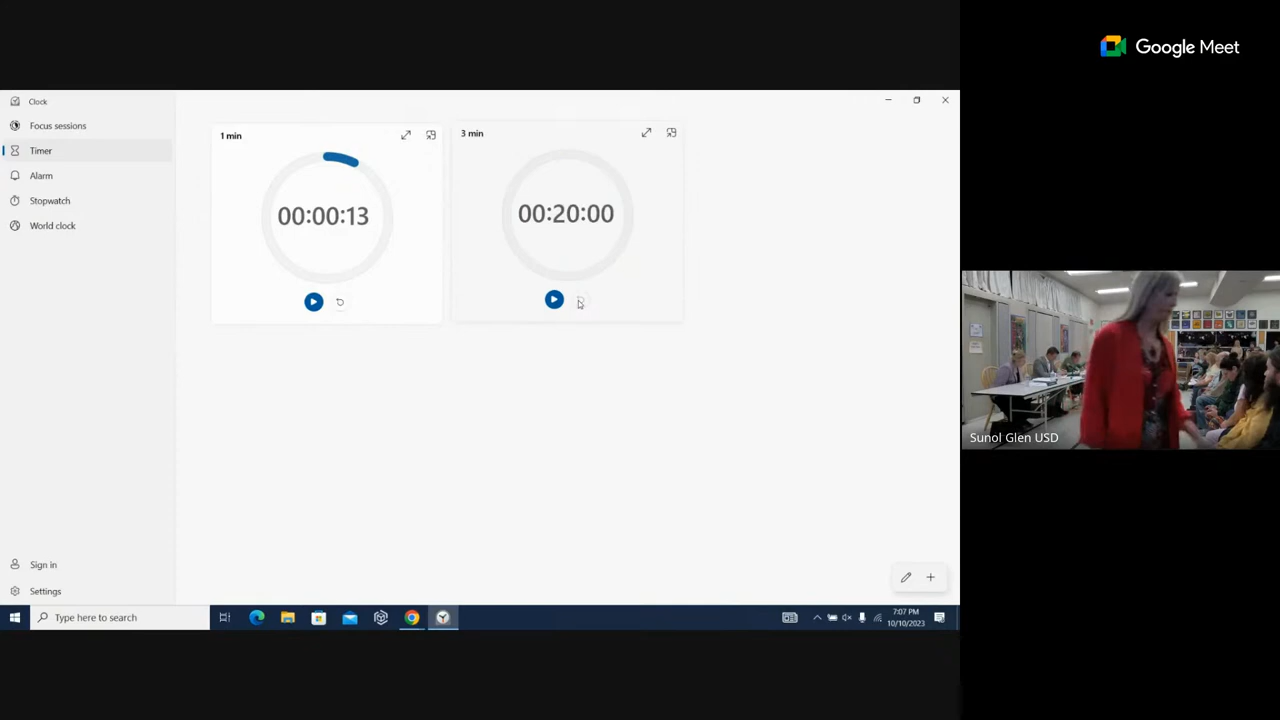 Google Meet
Clock
Focus sessions
Timer
Alarm
Stopwatch
World clock
Sign in
Settings
1 min
00:00:13
3 min
00:20:00
Sunol Glen USD
Type here to search
7:07 PM
10/10/2023